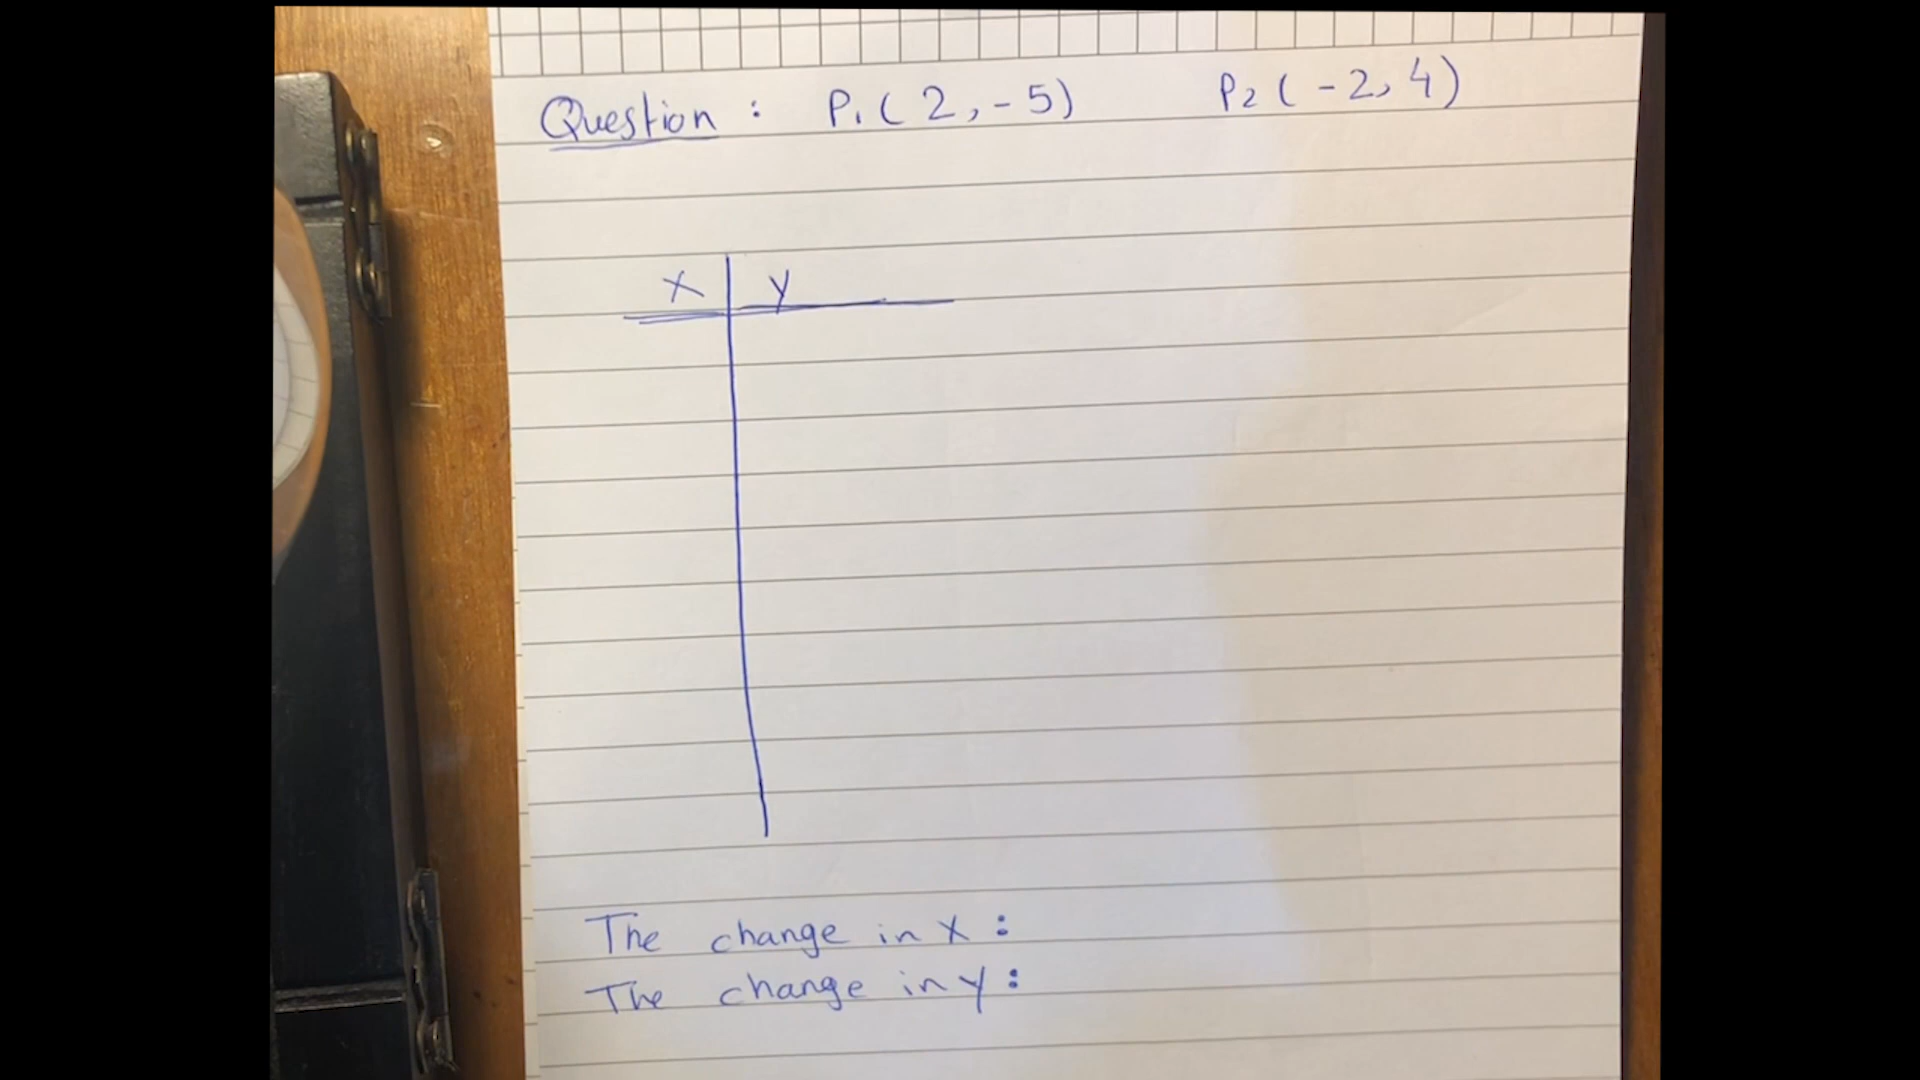 Question : P1 ( 2 , - 5 ) P2 ( - 2 , 4 )
X Y
The change in X :
The change in y :